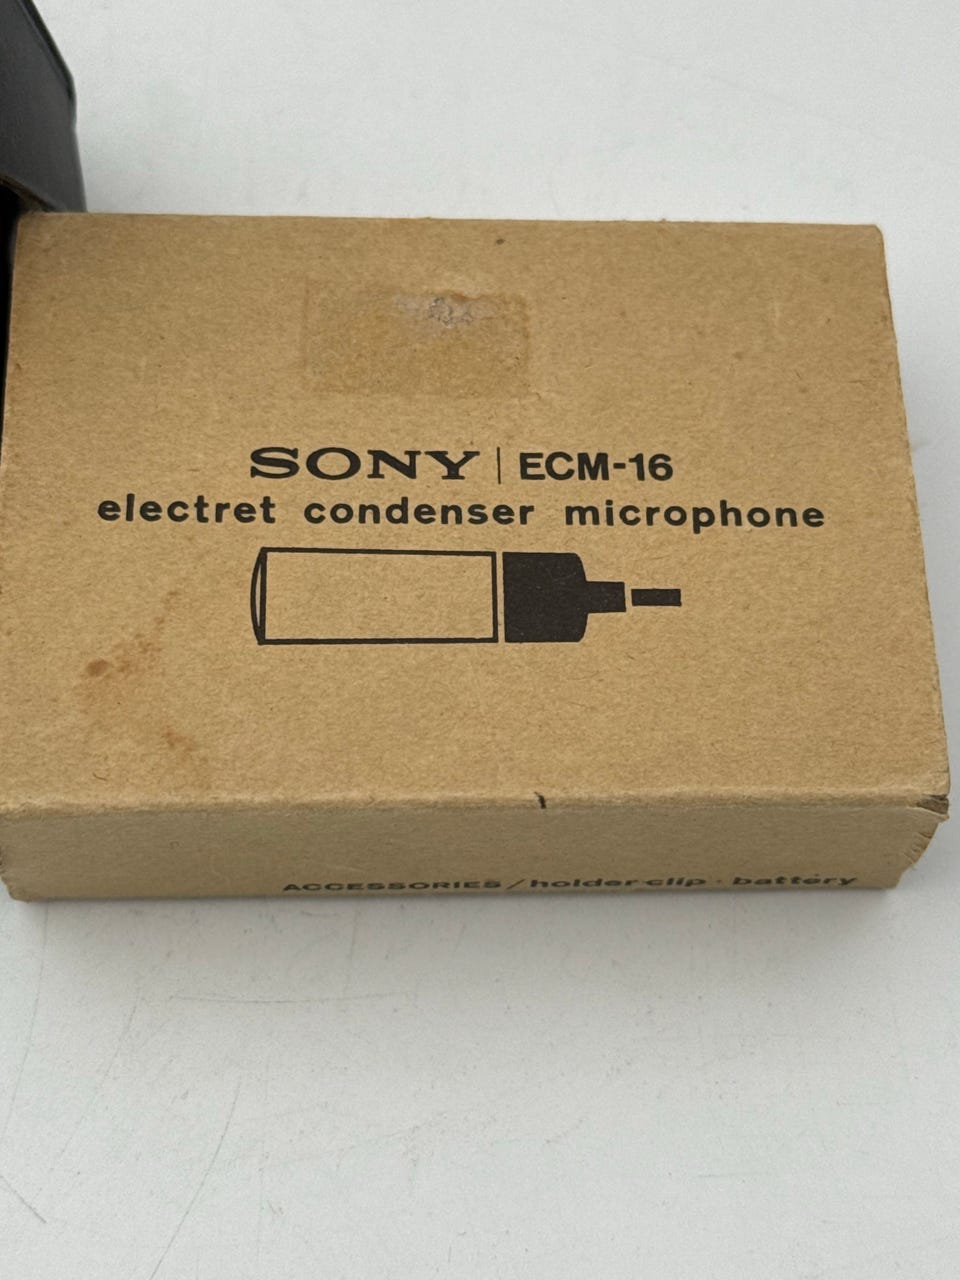 SONY | ECM-16
electret condenser microphone
ACCESSORIES/holder clip · battery